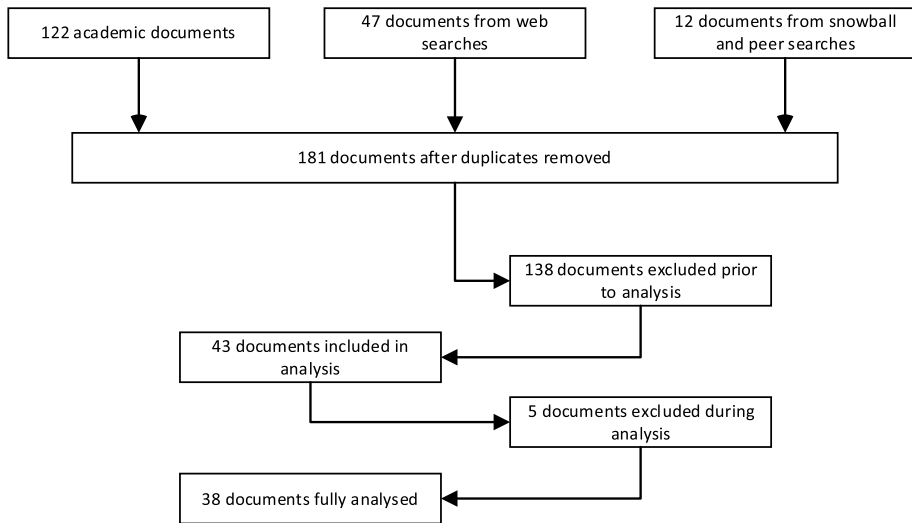 122 academic documents
47 documents from web
searches
12 documents from snowball
and peer searches
181 documents after duplicates removed
138 documents excluded prior
to analysis
43 documents included in
analysis
5 documents excluded during
analysis
38 documents fully analysed